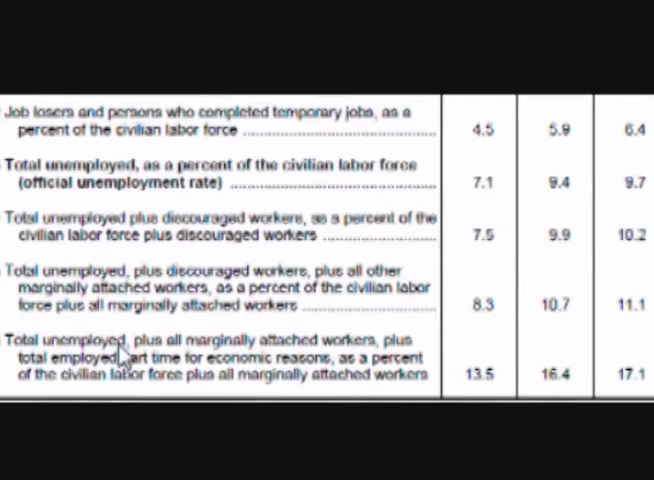 Job losers and persons who completed temporary jobs, as a
percent of the civilian labor force ........................................ 4.5 5.9 6.4
Total unemployed, as a percent of the civilian labor force
(official unemployment rate) ........................................... 7.1 9.4 9.7
Total unemployed plus discouraged workers, as a percent of the
civilian labor force plus discouraged workers ....................... 7.5 9.9 10.2
Total unemployed, plus discouraged workers, plus all other
marginally attached workers, as a percent of the civilian labor
force plus all marginally attached workers ........................... 8.3 10.7 11.1
Total unemployed, plus all marginally attached workers, plus
total employed part time for economic reasons, as a percent
of the civilian labor force plus all marginally attached workers 13.5 16.4 17.1